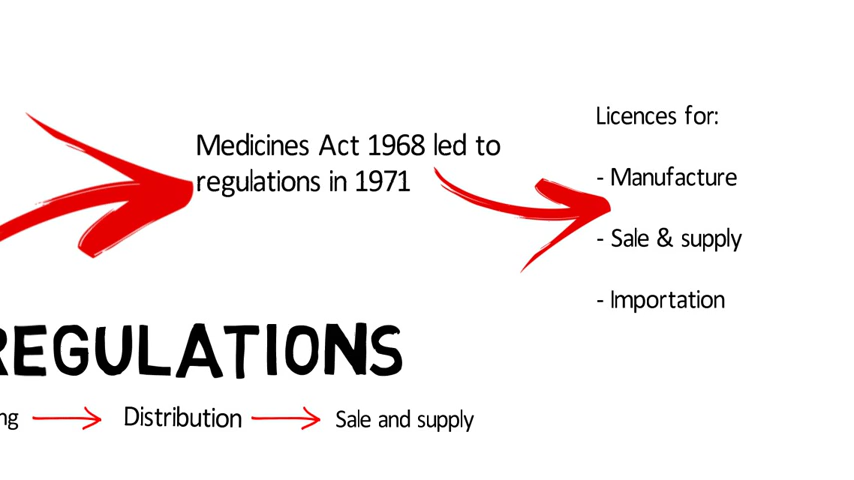 Licences for:
Medicines Act 1968 led to
regulations in 1971
- Manufacture
- Sale & supply
- Importation
REGULATIONS
ng → Distribution → Sale and supply